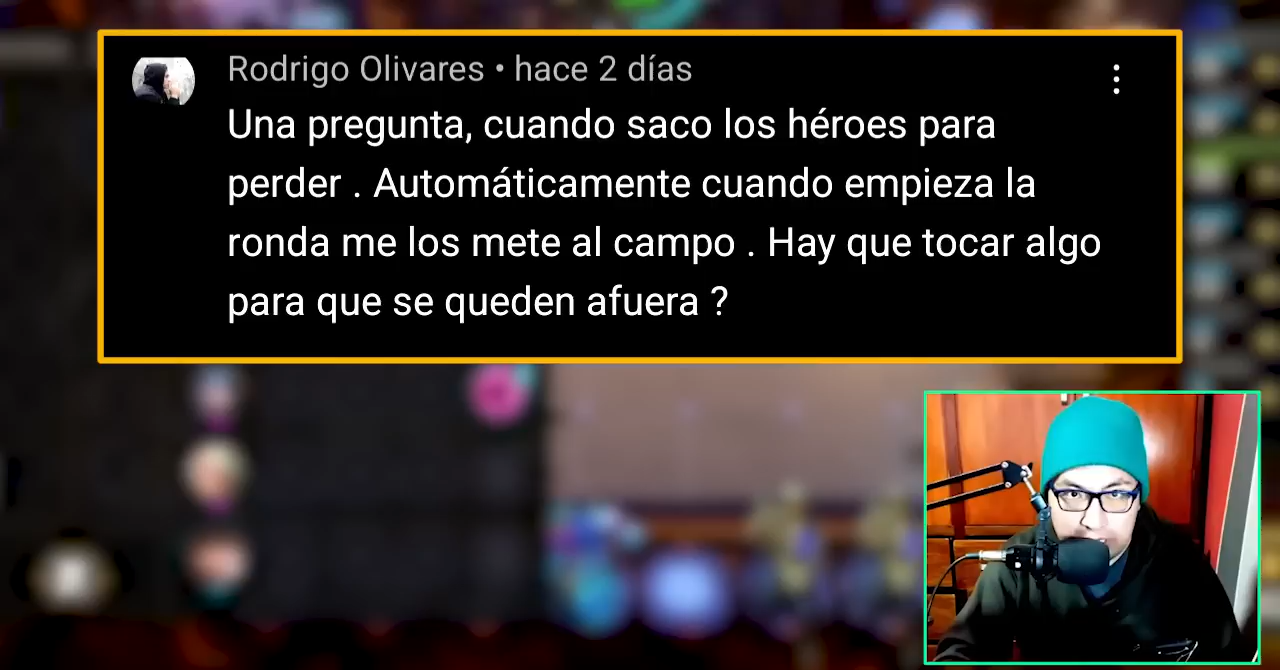 Rodrigo Olivares • hace 2 días
Una pregunta, cuando saco los héroes para
perder . Automáticamente cuando empieza la
ronda me los mete al campo . Hay que tocar algo
para que se queden afuera ?